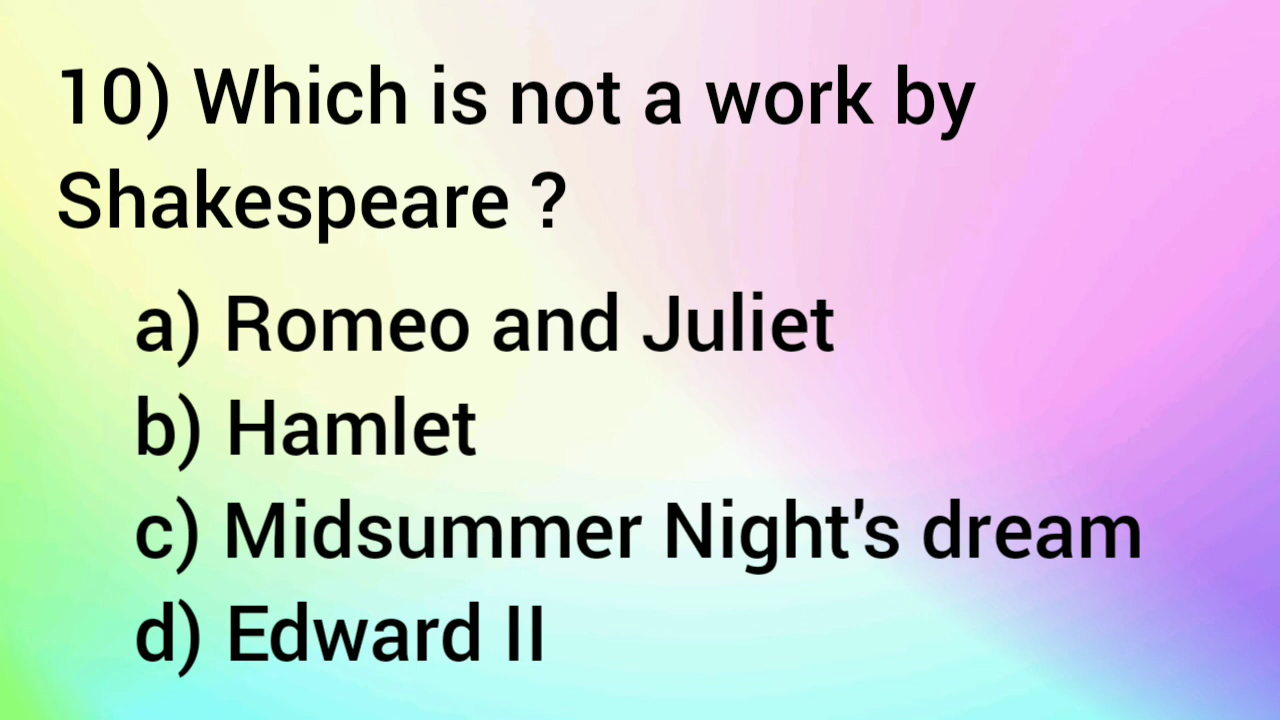 10) Which is not a work by
Shakespeare ?
a) Romeo and Juliet
b) Hamlet
c) Midsummer Night's dream
d) Edward II